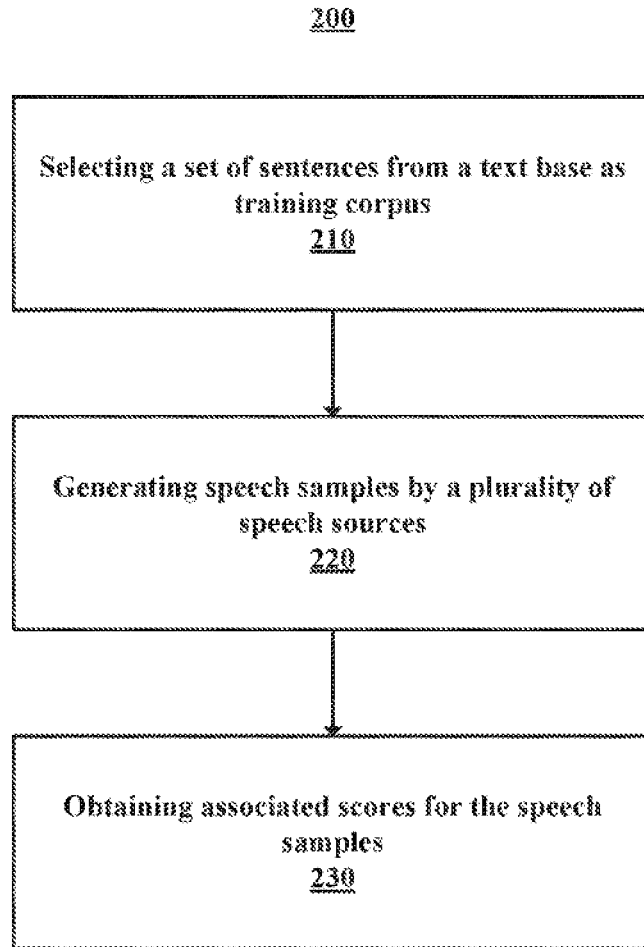 200
Selecting a set of sentences from a text base as
training corpus
210
Generating speech samples by a plurality of
speech sources
220
Obtaining associated scores for the speech
samples
230